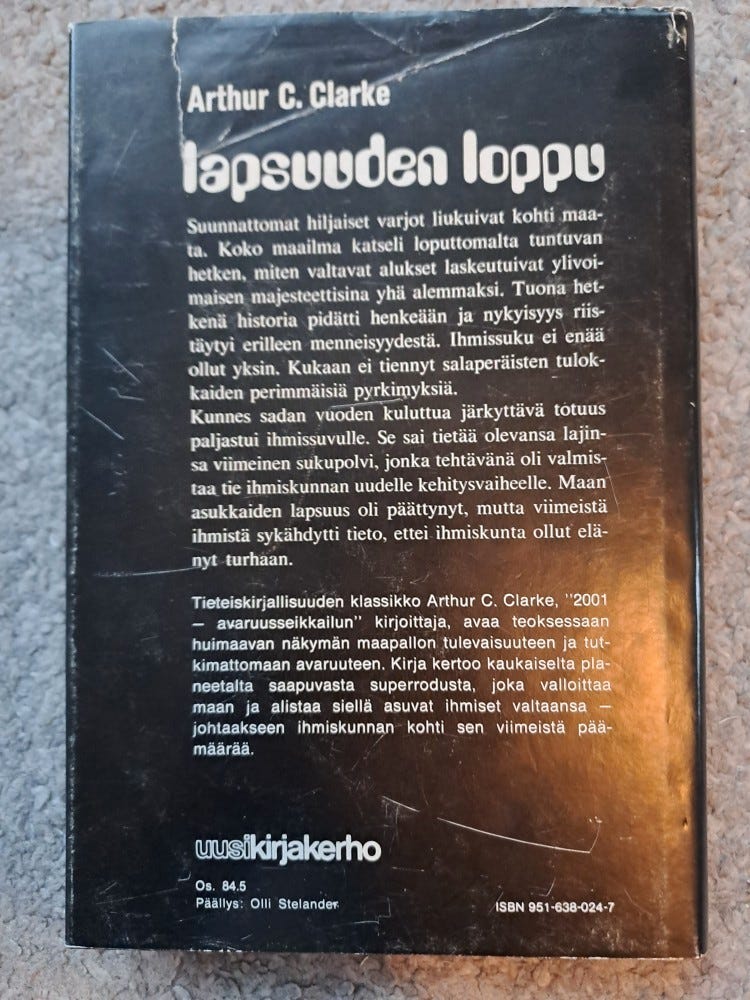 Arthur C. Clarke
lapsuuden loppu
Suunnattomat hiljaiset varjot liukuivat kohti maa-
ta. Koko maailma katseli loputtomalta tuntuvan
hetken, miten valtavat alukset laskeutuivat ylivoi-
maisen majesteettisina yhä alemmaksi. Tuona het-
kenä historia pidätti henkeään ja nykyisyys riis-
täytyi erilleen menneisyydestä. Ihmissuku ei enää
ollut yksin. Kukaan ei tiennyt salaperäisten tulok-
kaiden perimmäisiä pyrkimyksiä.
Kunnes sadan vuoden kuluttua järkyttävä totuus
paljastui ihmissuvulle. Se sai tietää olevansa lajin-
sa viimeinen sukupolvi, jonka tehtävänä oli valmis-
taa tie ihmiskunnan uudelle kehitysvaiheelle. Maan
asukkaiden lapsuus oli päättynyt, mutta viimeistä
ihmistä sykähdytti tieto, ettei ihmiskunta ollut elä-
nyt turhaan.
Tieteiskirjallisuuden klassikko Arthur C. Clarke, "2001
— avaruusseikkailun" kirjoittaja, avaa teoksessaan
huimaavan näkymän maapallon tulevaisuuteen ja tut-
kimattomaan avaruuteen. Kirja kertoo kaukaiselta pla-
neetalta saapuvasta superrodusta, joka valloittaa
maan ja alistaa siellä asuvat ihmiset valtaansa —
johtaakseen ihmiskunnan kohti sen viimeistä pää-
määrää.
uusikirjakerho
Os. 84.5
Päällys: Olli Stelander
ISBN 951-638-024-7